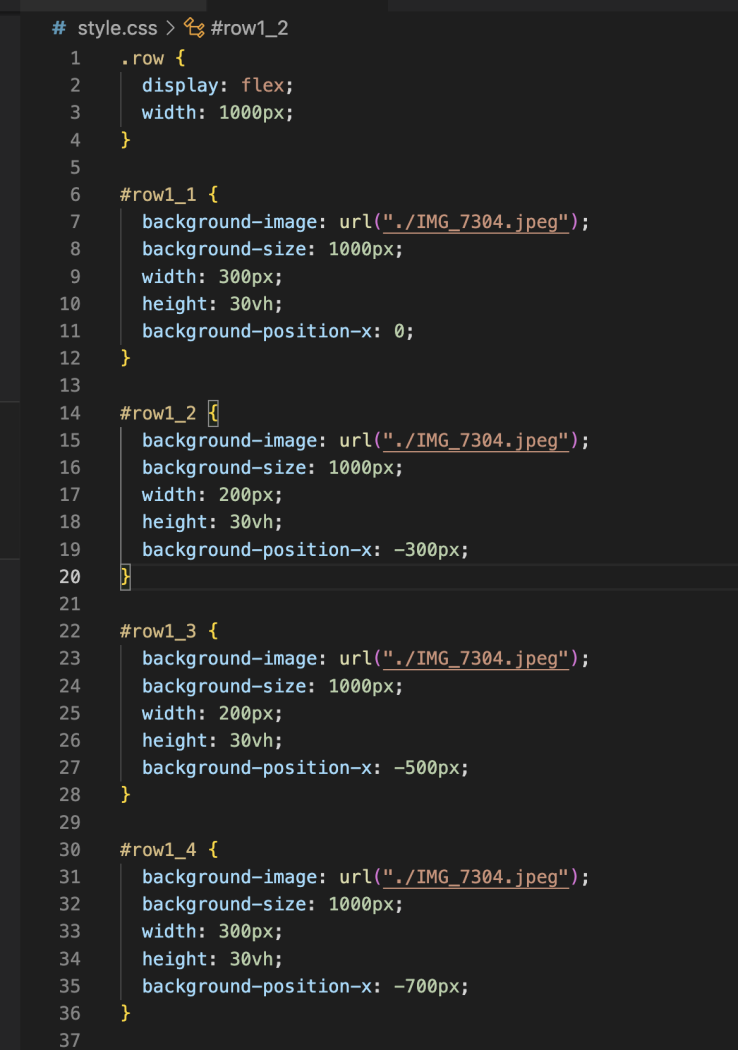 # style.css > #row1_2
1 .row {
2 display: flex;
3 width: 1000px;
4 }
5
6 #row1_1 {
7 background-image: url("./IMG_7304.jpeg");
8 background-size: 1000px;
9 width: 300px;
10 height: 30vh;
11 background-position-x: 0;
12 }
13
14 #row1_2 {
15 background-image: url("./IMG_7304.jpeg");
16 background-size: 1000px;
17 width: 200px;
18 height: 30vh;
19 background-position-x: -300px;
20 }
21
22 #row1_3 {
23 background-image: url("./IMG_7304.jpeg");
24 background-size: 1000px;
25 width: 200px;
26 height: 30vh;
27 background-position-x: -500px;
28 }
29
30 #row1_4 {
31 background-image: url("./IMG_7304.jpeg");
32 background-size: 1000px;
33 width: 300px;
34 height: 30vh;
35 background-position-x: -700px;
36 }
37